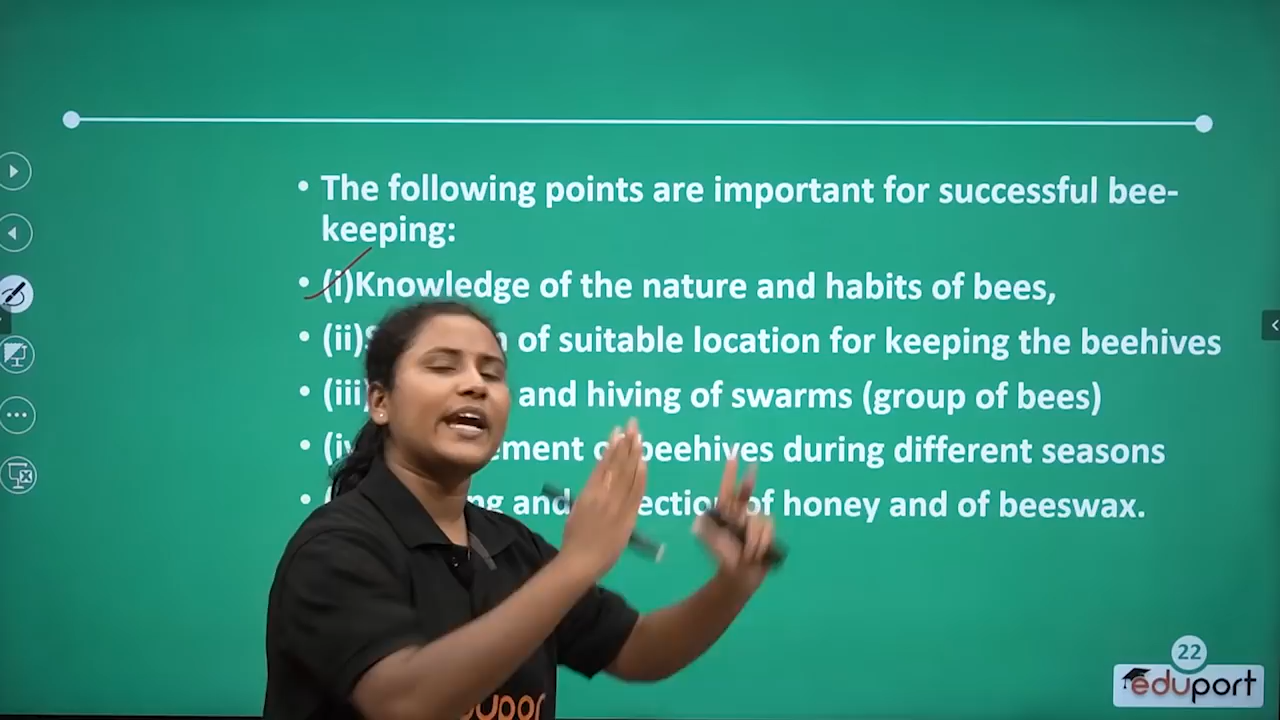 • The following points are important for successful bee-
keeping:
• (i)Knowledge of the nature and habits of bees,
• (ii) of suitable location for keeping the beehives
• (iii) and hiving of swarms (group of bees)
• beehives during different seasons
• and of honey and of beeswax.
22
eduport